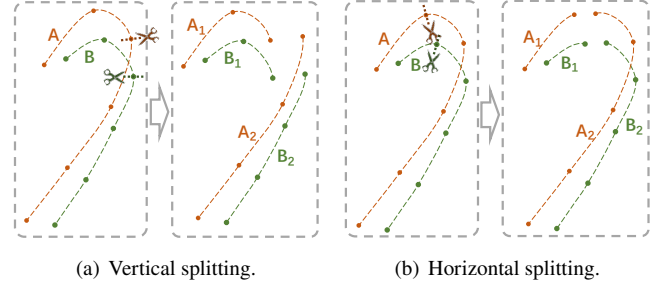 A
B
A₁
B₁
A₂
B₂
A
B
A₁
B₁
A₂
B₂
(a) Vertical splitting.
(b) Horizontal splitting.